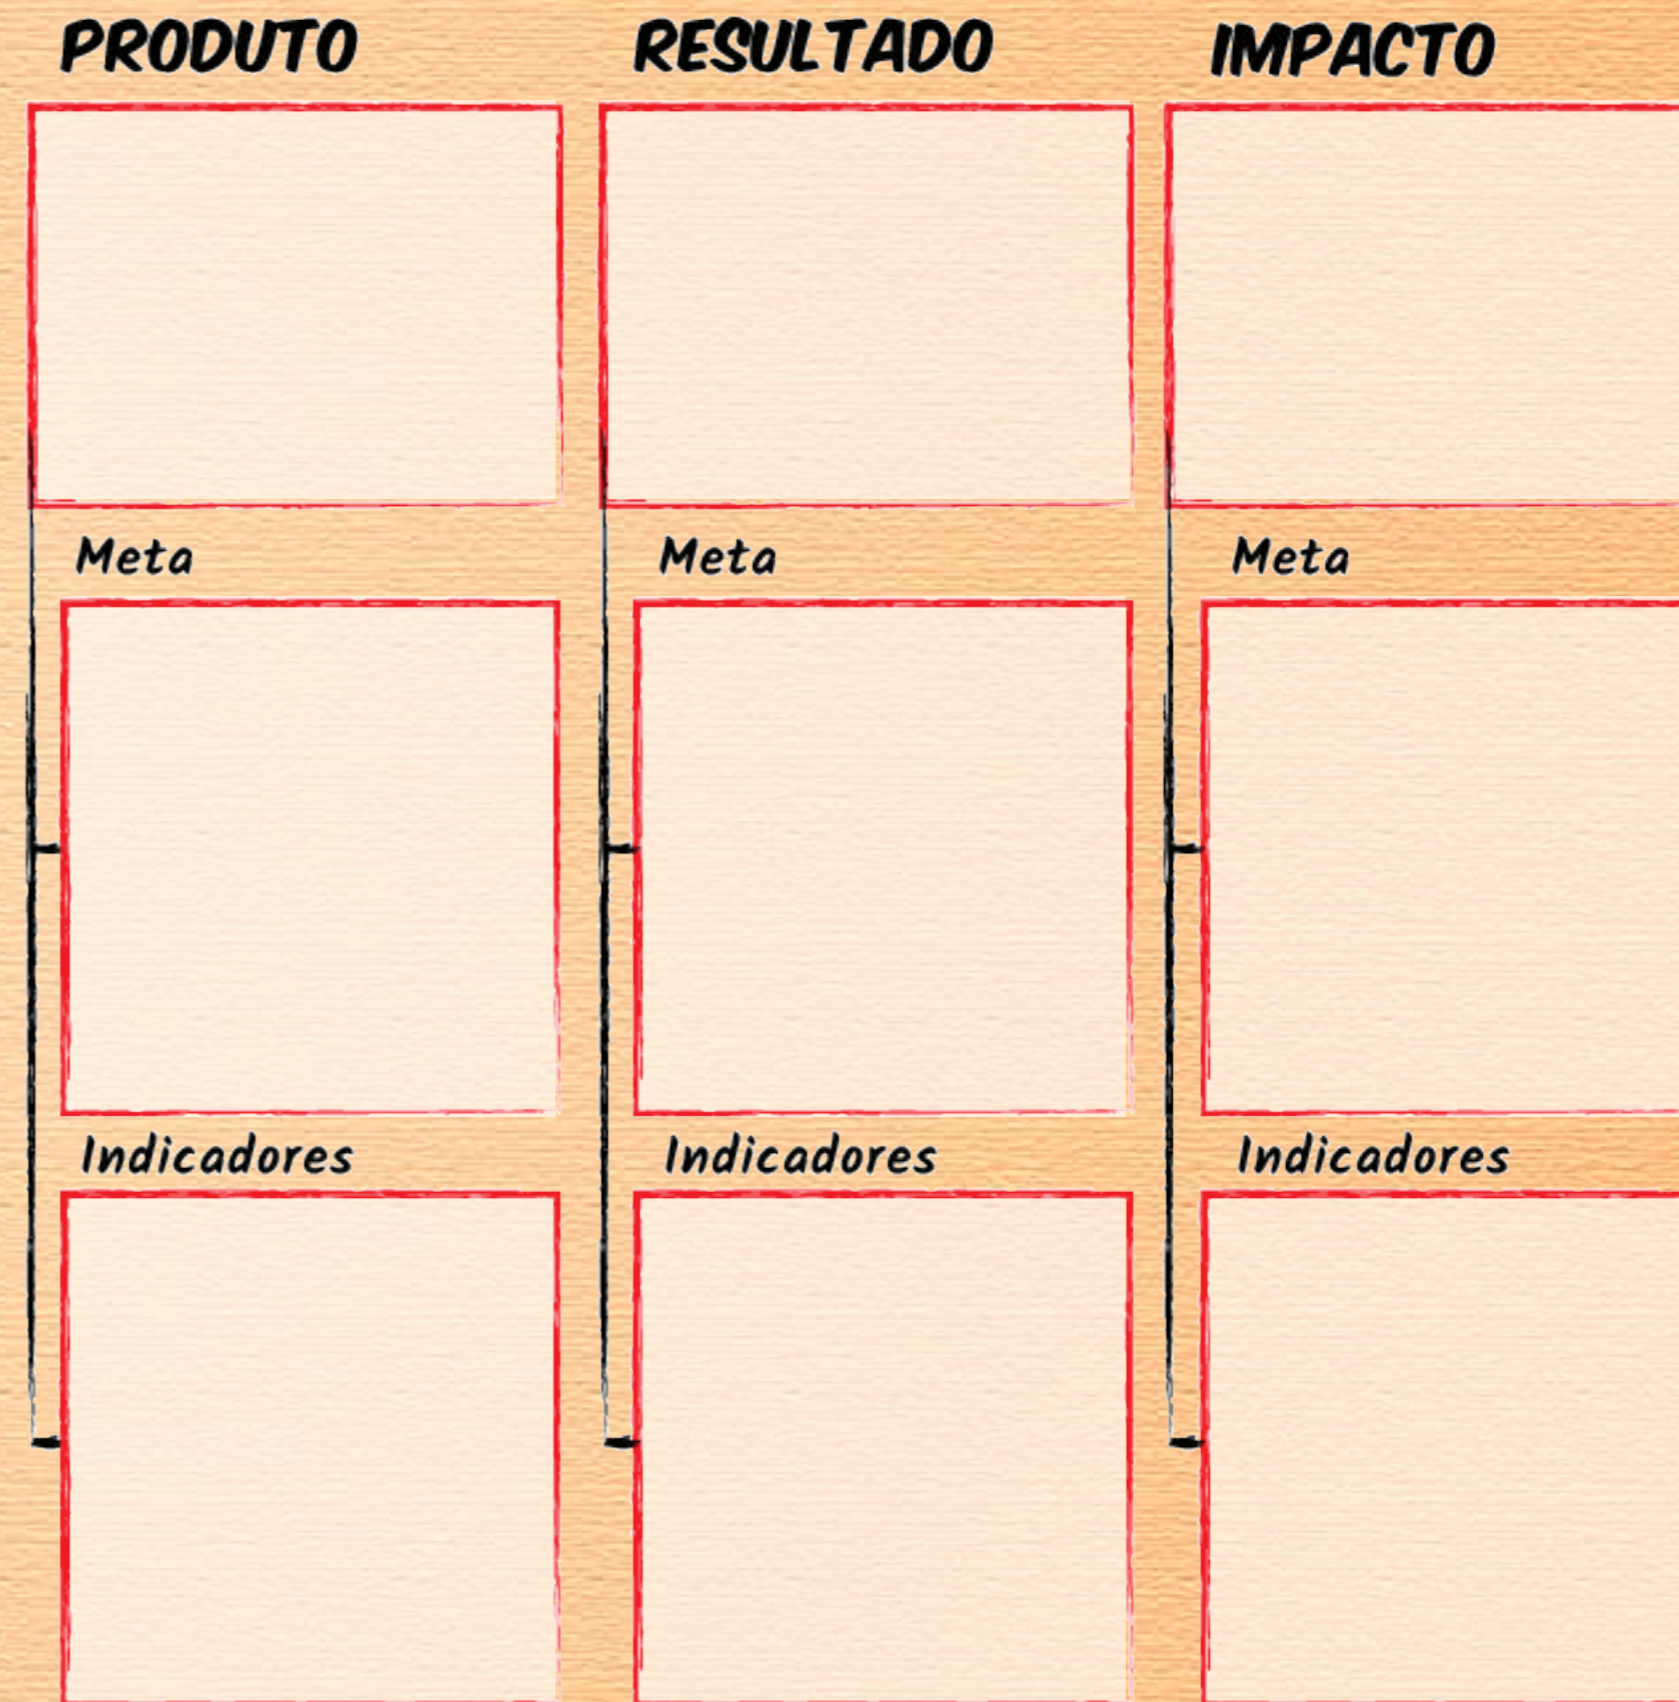 PRODUTO
RESULTADO
IMPACTO
Meta
Meta
Meta
Indicadores
Indicadores
Indicadores